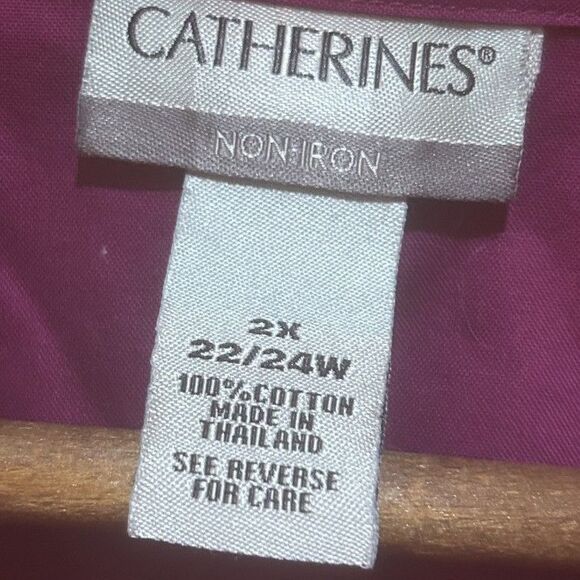 CATHERINES®
NON-IRON
2X
22/24W
100%COTTON
MADE IN
THAILAND
SEE REVERSE
FOR CARE